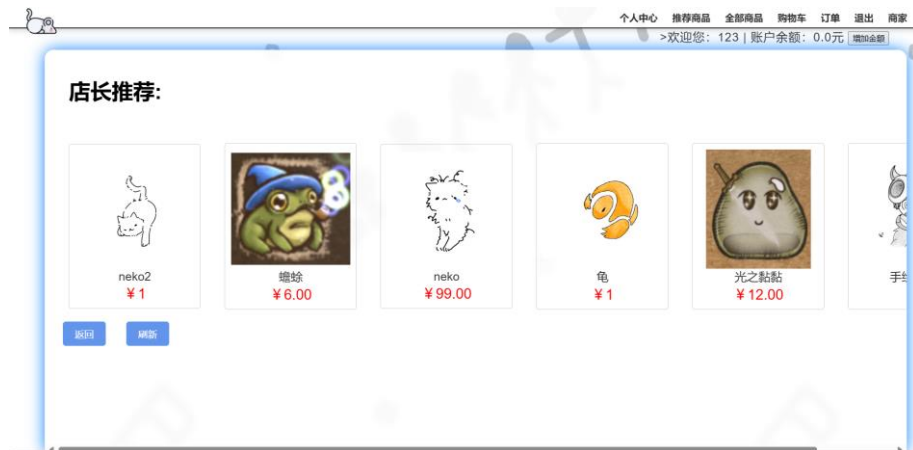 个人中心 推荐商品 全部商品 购物车 订单 退出 商家
>欢迎您：123 | 账户余额：0.0元 增加余额
店长推荐:
neko2 蟾蜍 neko 龟 光之黏黏
￥1 ￥6.00 ￥99.00 ￥1 ￥12.00
返回 刷新